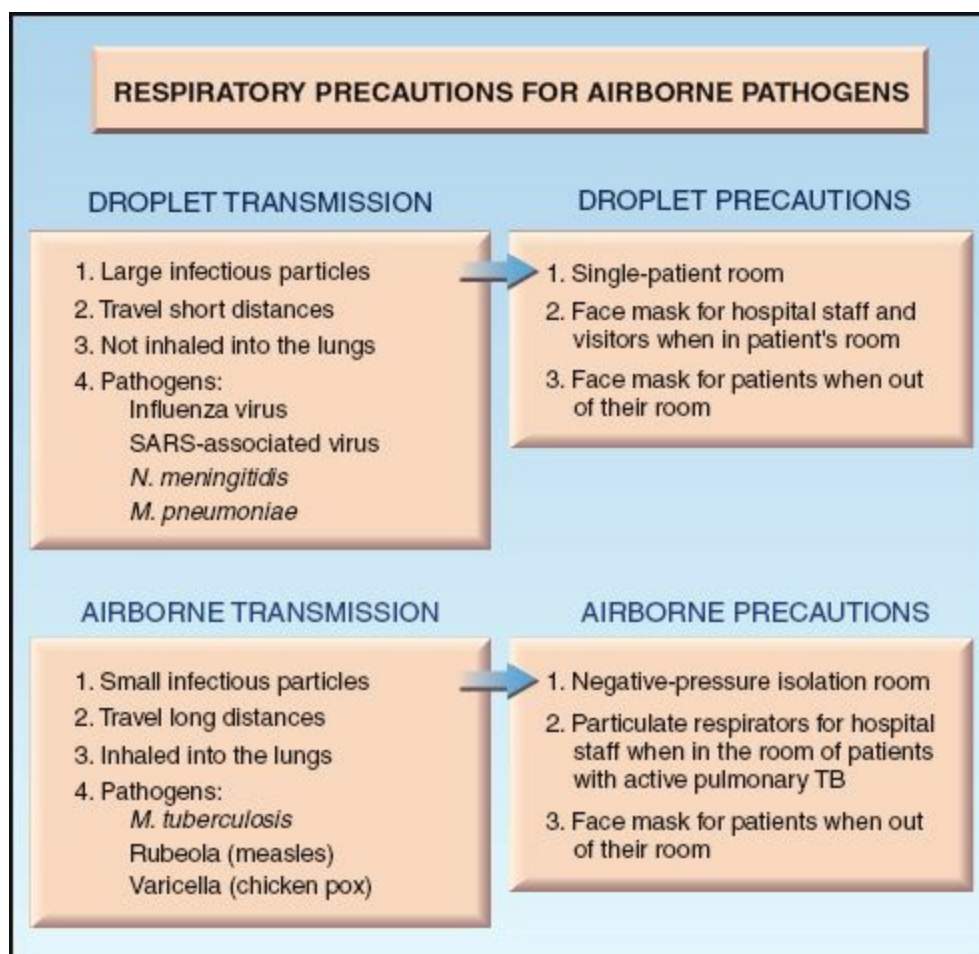 RESPIRATORY PRECAUTIONS FOR AIRBORNE PATHOGENS
DROPLET TRANSMISSION
1. Large infectious particles
2. Travel short distances
3. Not inhaled into the lungs
4. Pathogens:
Influenza virus
SARS-associated virus
N. meningitidis
M. pneumoniae
DROPLET PRECAUTIONS
1. Single-patient room
2. Face mask for hospital staff and
visitors when in patient's room
3. Face mask for patients when out
of their room
AIRBORNE TRANSMISSION
1. Small infectious particles
2. Travel long distances
3. Inhaled into the lungs
4. Pathogens:
M. tuberculosis
Rubeola (measles)
Varicella (chicken pox)
AIRBORNE PRECAUTIONS
1. Negative-pressure isolation room
2. Particulate respirators for hospital
staff when in the room of patients
with active pulmonary TB
3. Face mask for patients when out
of their room